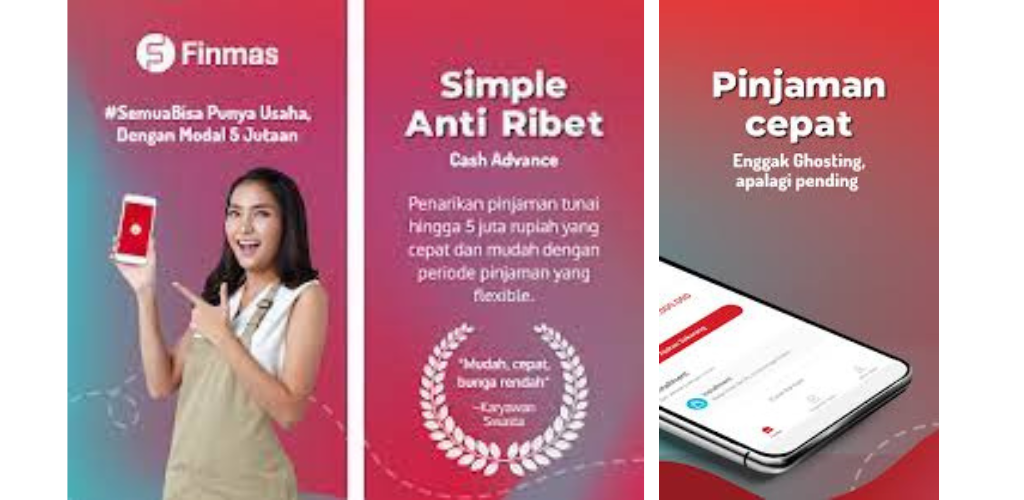 Finmas
#SemuaBisa Punya Usaha,
Dengan Modal 5 Jutaan
Simple
Anti Ribet
Cash Advance
Penarikan pinjaman tunai
hingga 5 juta rupiah yang
cepat dan mudah dengan
periode pinjaman yang
flexible.
"Mudah, cepat,
bunga rendah"
–Karyawan
Swasta
Pinjaman
cepat
Enggak Ghosting,
apalagi pending
Sekarang
Installment